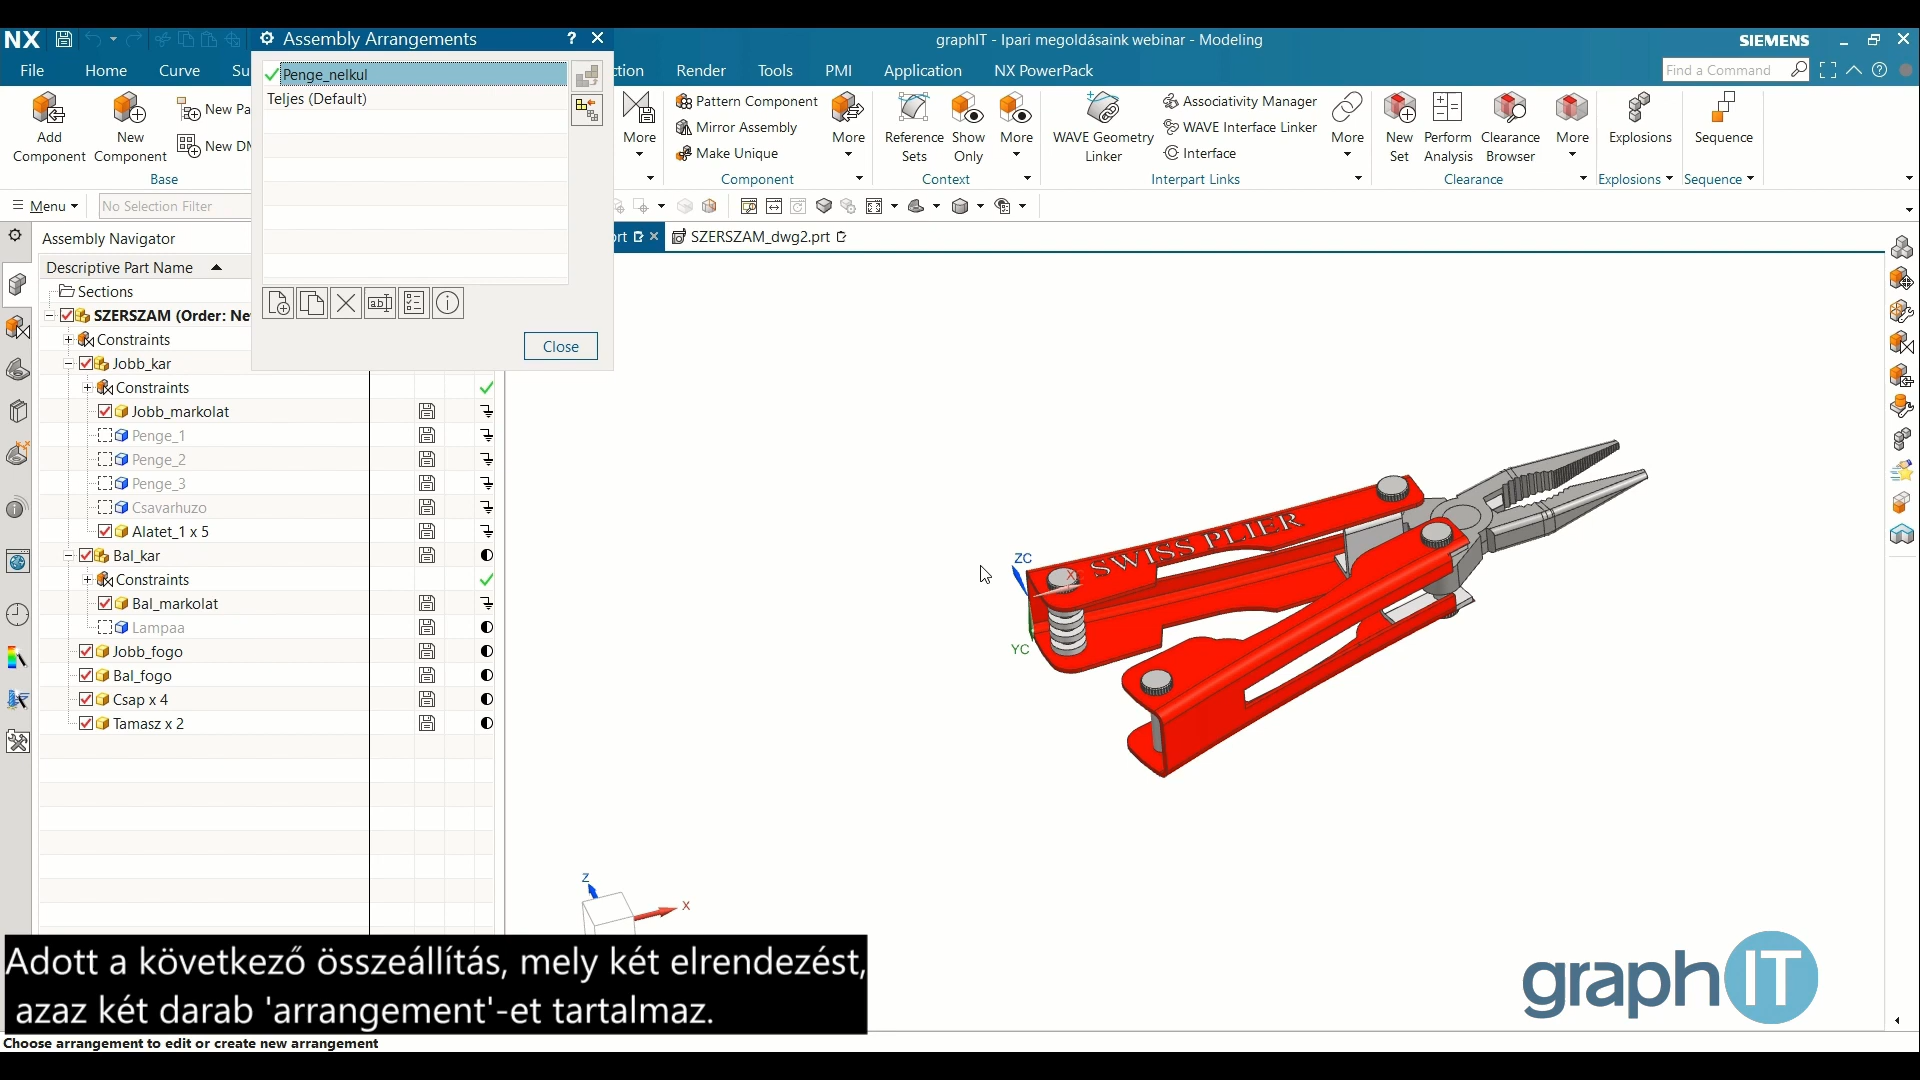 NX
Assembly Arrangements
?
graphIT - Ipari megoldásaink webinar - Modeling
SIEMENS
File
Home
Curve
Su
ction
Render
Tools
PMI
Application
NX PowerPack
Find a Command
Penge_nelkul
Teljes (Default)
Close
Add
Component
New
Component
New Pa
New DM
Base
More
Pattern Component
Mirror Assembly
Make Unique
More
Component
Reference
Sets
Show
Only
More
Context
WAVE Geometry
Linker
Associativity Manager
WAVE Interface Linker
Interface
More
Interpart Links
New
Set
Perform
Analysis
Clearance
Browser
More
Clearance
Explosions
Explosions
Sequence
Sequence
Menu
No Selection Filter
Assembly Navigator
rt
SZERSZAM_dwg2.prt
Descriptive Part Name
Sections
SZERSZAM (Order: Ne
Constraints
Jobb_kar
Constraints
Jobb_markolat
Penge_1
Penge_2
Penge_3
Csavarhuzo
Alatet_1 x 5
Bal_kar
Constraints
Bal_markolat
Lampaa
Jobb_fogo
Bal_fogo
Csap x 4
Tamasz x 2
SWISS PLIER
ZC
YC
Z
X
Adott a következő összeállítás, mely két elrendezést,
azaz két darab 'arrangement'-et tartalmaz.
graphIT
Choose arrangement to edit or create new arrangement